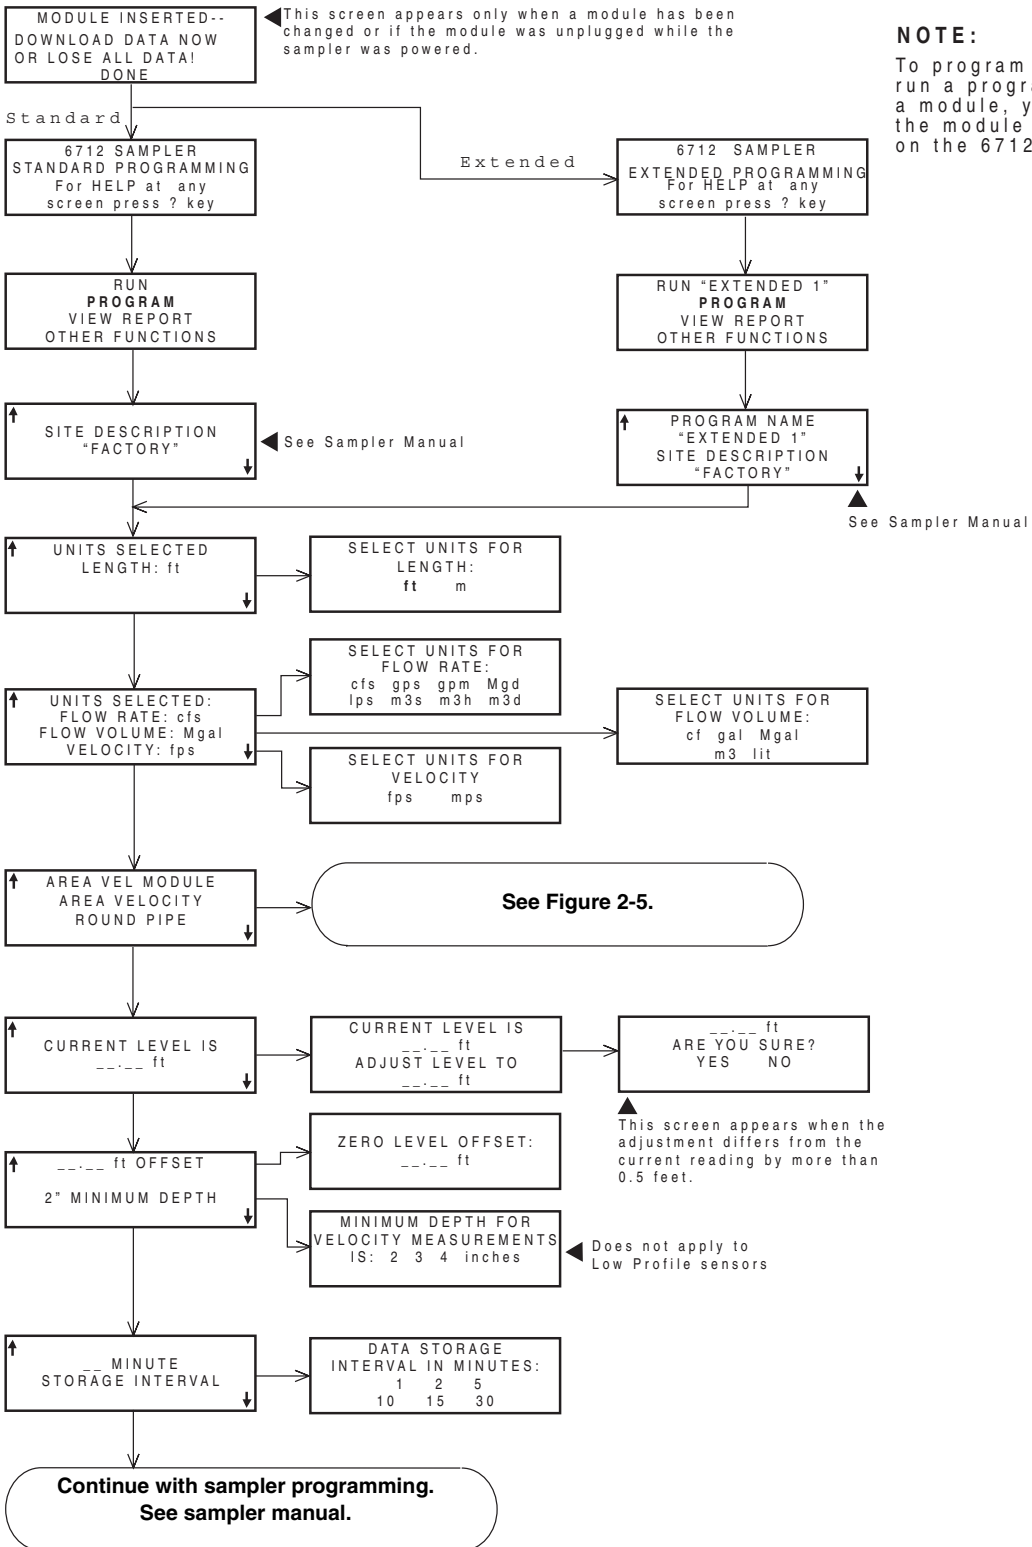 MODULE INSERTED--
DOWNLOAD DATA NOW
OR LOSE ALL DATA!
DONE
This screen appears only when a module has been
changed or if the module was unplugged while the
sampler was powered.
NOTE:
To program
run a
a module,
the module
on the 6712
Standard
Extended
6712 SAMPLER
STANDARD PROGRAMMING
For HELP at any
screen press ? key
6712 SAMPLER
EXTENDED PROGRAMMING
For HELP at any
screen press ? key
RUN
PROGRAM
VIEW REPORT
OTHER FUNCTIONS
RUN “EXTENDED 1”
PROGRAM
VIEW REPORT
OTHER FUNCTIONS
SITE DESCRIPTION
“FACTORY”
See Sampler Manual
PROGRAM NAME
“EXTENDED 1”
SITE DESCRIPTION
“FACTORY”
See Sampler Manual
UNITS SELECTED
LENGTH: ft
SELECT UNITS FOR
LENGTH:
ft m
UNITS SELECTED:
FLOW RATE: cfs
FLOW VOLUME: Mgal
VELOCITY: fps
SELECT UNITS FOR
FLOW RATE:
cfs gps gpm Mgd
lps m3s m3h m3d
SELECT UNITS FOR
FLOW VOLUME:
cf gal Mgal
m3 lit
SELECT UNITS FOR
VELOCITY
fps mps
AREA VEL MODULE
AREA VELOCITY
ROUND PIPE
See Figure 2-5.
CURRENT LEVEL IS
__.__ ft
CURRENT LEVEL IS
__.__ ft
ADJUST LEVEL TO
__.__ ft
__.__ ft
ARE YOU SURE?
YES NO
This screen appears when the
adjustment differs from the
current reading by more than
0.5 feet.
__.__ ft OFFSET
2” MINIMUM DEPTH
ZERO LEVEL OFFSET:
__.__ ft
MINIMUM DEPTH FOR
VELOCITY MEASUREMENTS
IS: 2 3 4 inches
Does not apply to
Low Profile sensors
__ MINUTE
STORAGE INTERVAL
DATA STORAGE
INTERVAL IN MINUTES:
1 2 5
10 15 30
Continue with sampler programming.
See sampler manual.